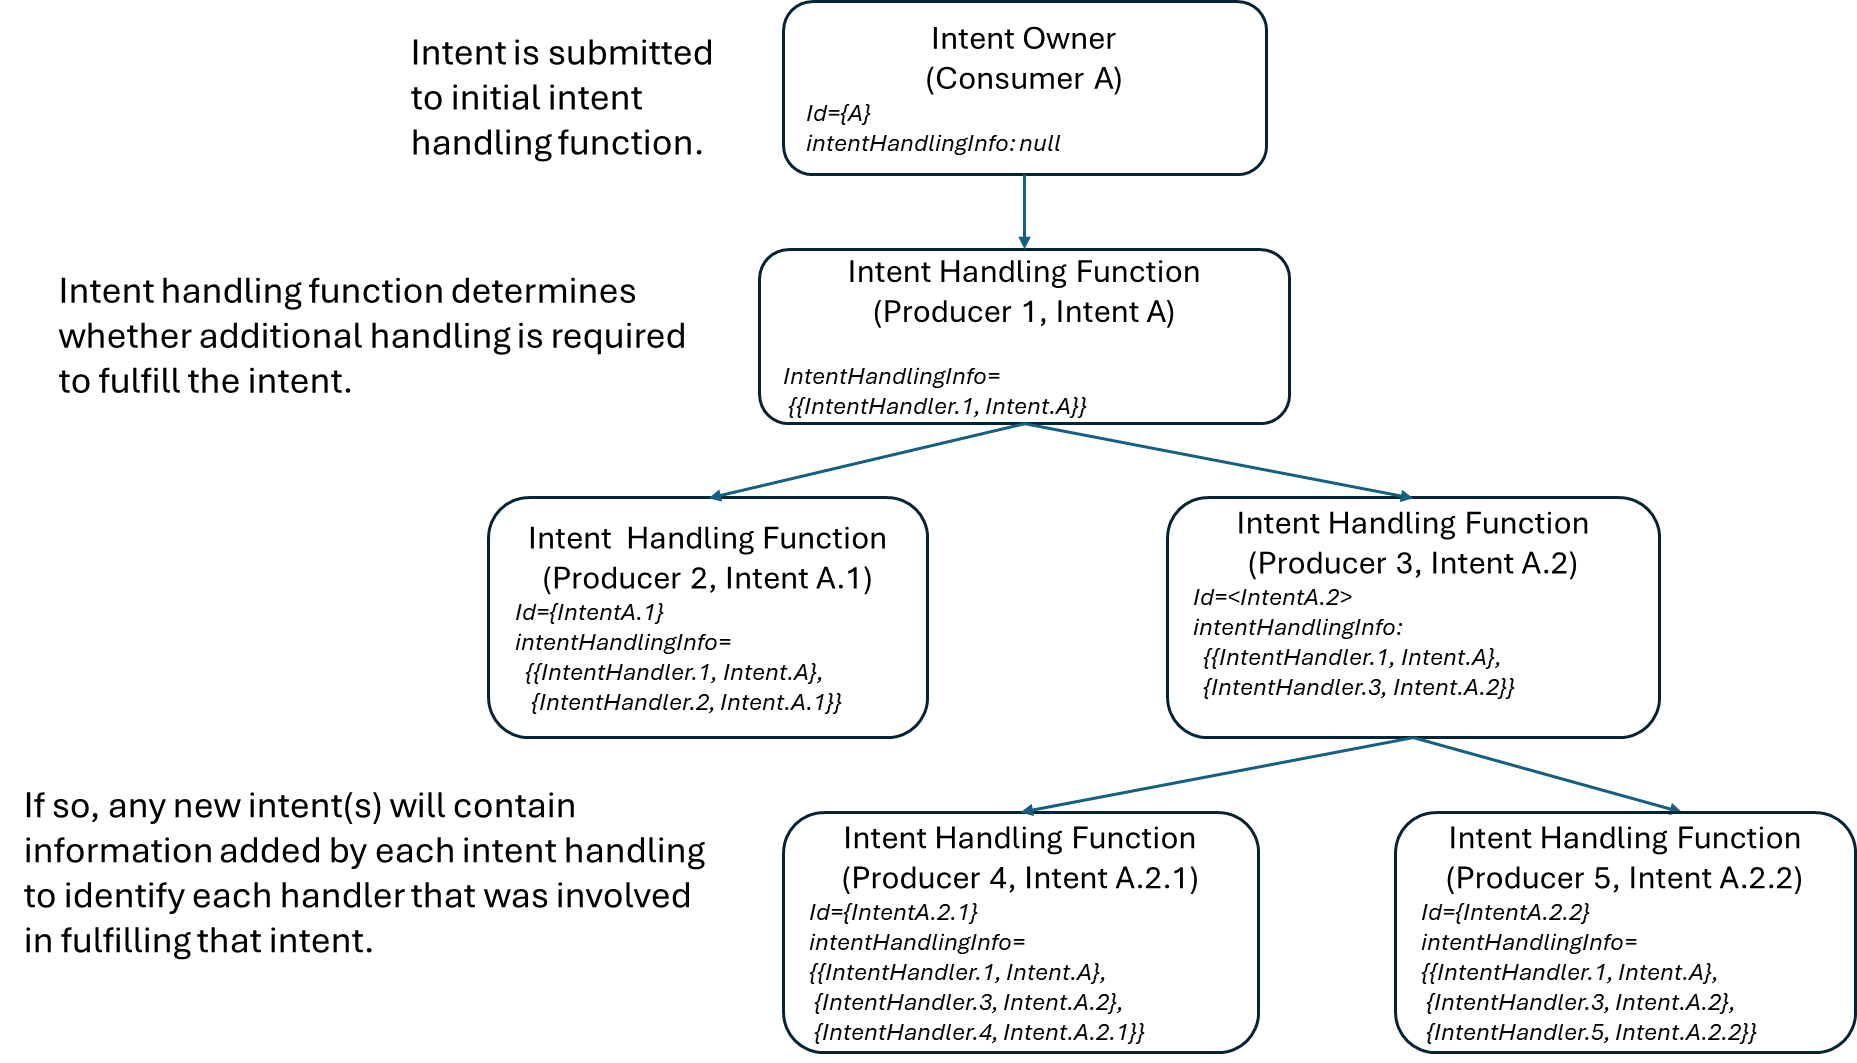 Intent is submitted
to initial intent
handling function.
Intent Owner
(Consumer A)
Id={A}
intentHandlingInfo: null
Intent handling function determines
whether additional handling is required
to fulfill the intent.
Intent Handling Function
(Producer 1, Intent A)
IntentHandlingInfo=
{{IntentHandler.1, Intent.A}}
Intent  Handling Function
(Producer 2, Intent A.1)
Id={IntentA.1}
intentHandlingInfo=
{{IntentHandler.1, Intent.A},
{IntentHandler.2, Intent.A.1}}
Intent Handling Function
(Producer 3, Intent A.2)
Id=<IntentA.2>
intentHandlingInfo:
{{IntentHandler.1, Intent.A},
{IntentHandler.3, Intent.A.2}}
If so, any new intent(s) will contain
information added by each intent handling
to identify each handler that was involved
in fulfilling that intent.
Intent Handling Function
(Producer 4, Intent A.2.1)
Id={IntentA.2.1}
intentHandlingInfo=
{{IntentHandler.1, Intent.A},
{IntentHandler.3, Intent.A.2},
{IntentHandler.4, Intent.A.2.1}}
Intent Handling Function
(Producer 5, Intent A.2.2)
Id={IntentA.2.2}
intentHandlingInfo=
{{IntentHandler.1, Intent.A},
{IntentHandler.3, Intent.A.2},
{IntentHandler.5, Intent.A.2.2}}